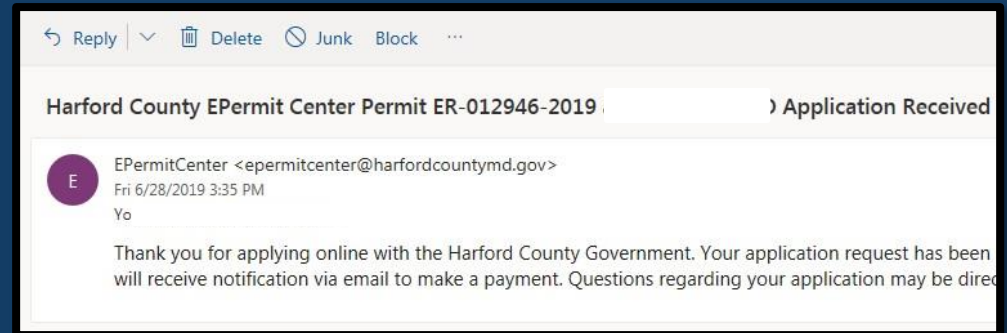 Reply Delete Junk Block ...
Harford County EPermit Center Permit ER-012946-2019 Application Received
E
EPermitCenter <epermitcenter@harfordcountymd.gov>
Fri 6/28/2019 3:35 PM
Yo
Thank you for applying online with the Harford County Government. Your application request has been
will receive notification via email to make a payment. Questions regarding your application may be direc